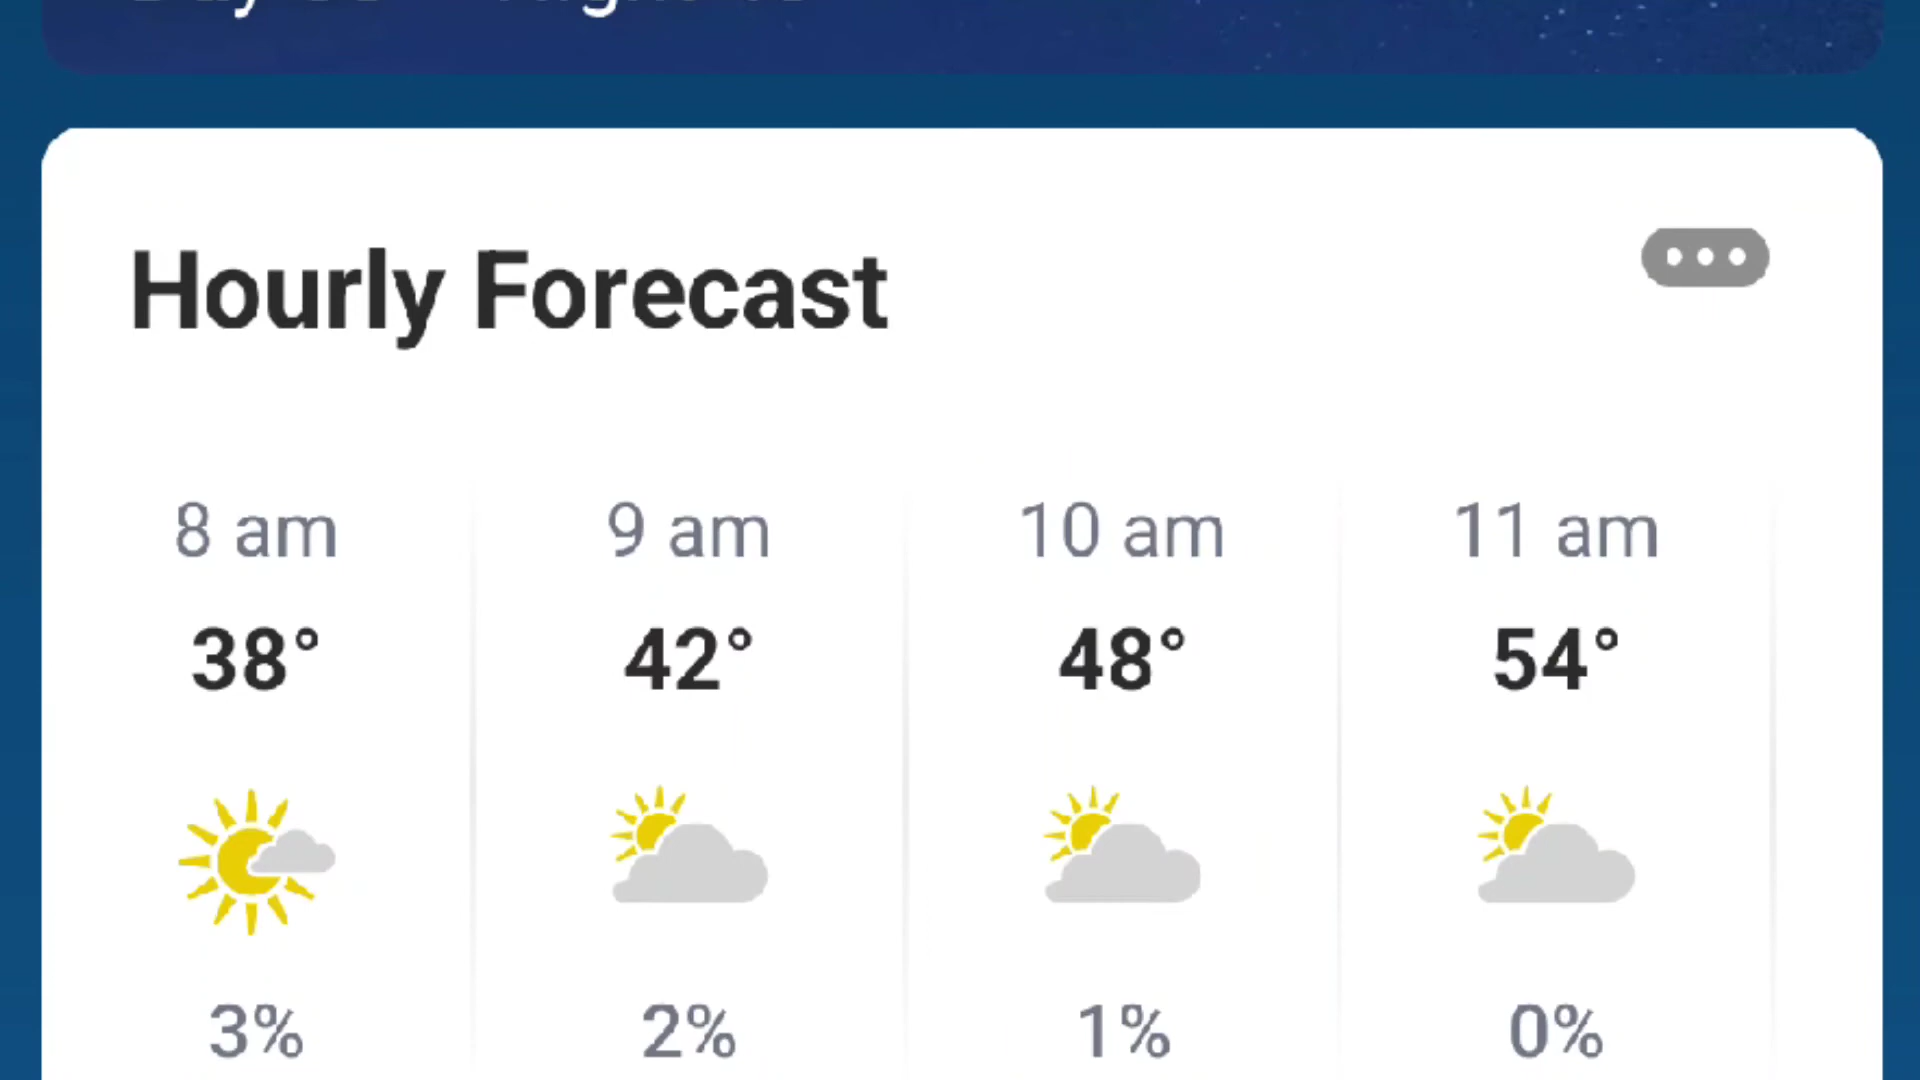 Hourly Forecast
8 am 9 am 10 am 11 am
38° 42° 48° 54°
3% 2% 1% 0%